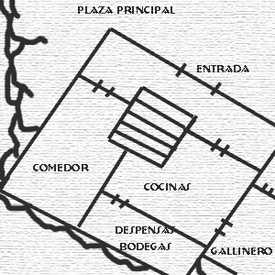 PLAZA PRINCIPAL
ENTRADA
COMEDOR
COCINAS
DESPENSAS
BODEGAS
GALLINERO